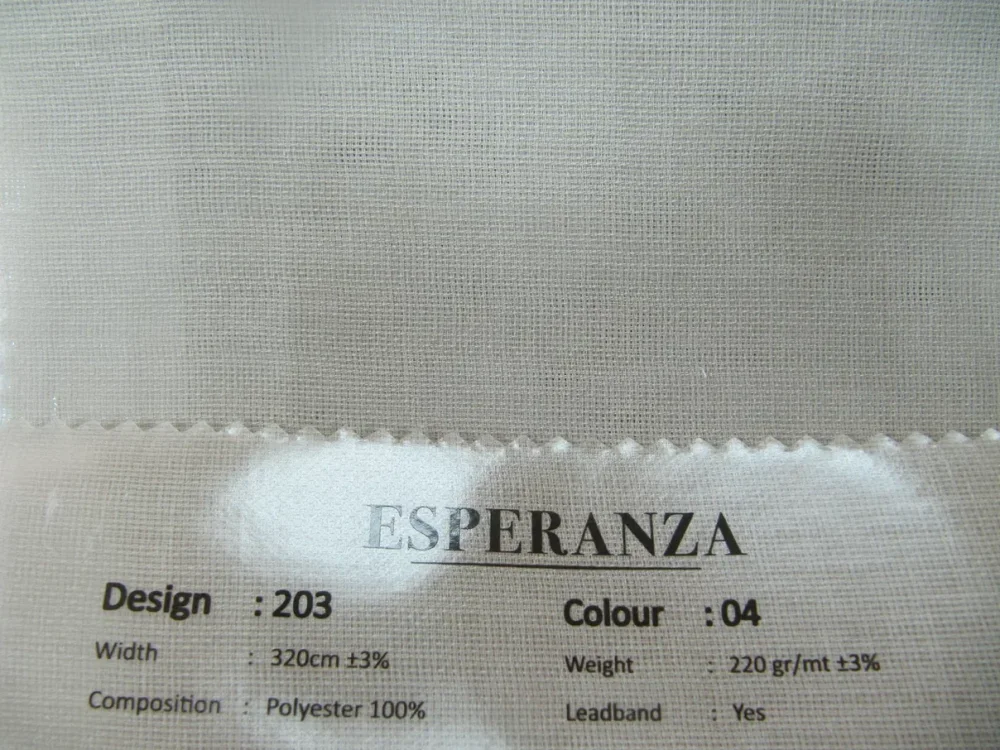 ESPERANZA
Design : 203 Colour : 04
Width : 320cm ±3% Weight : 220 gr/mt ±3%
Composition : Polyester 100% Leadband : Yes